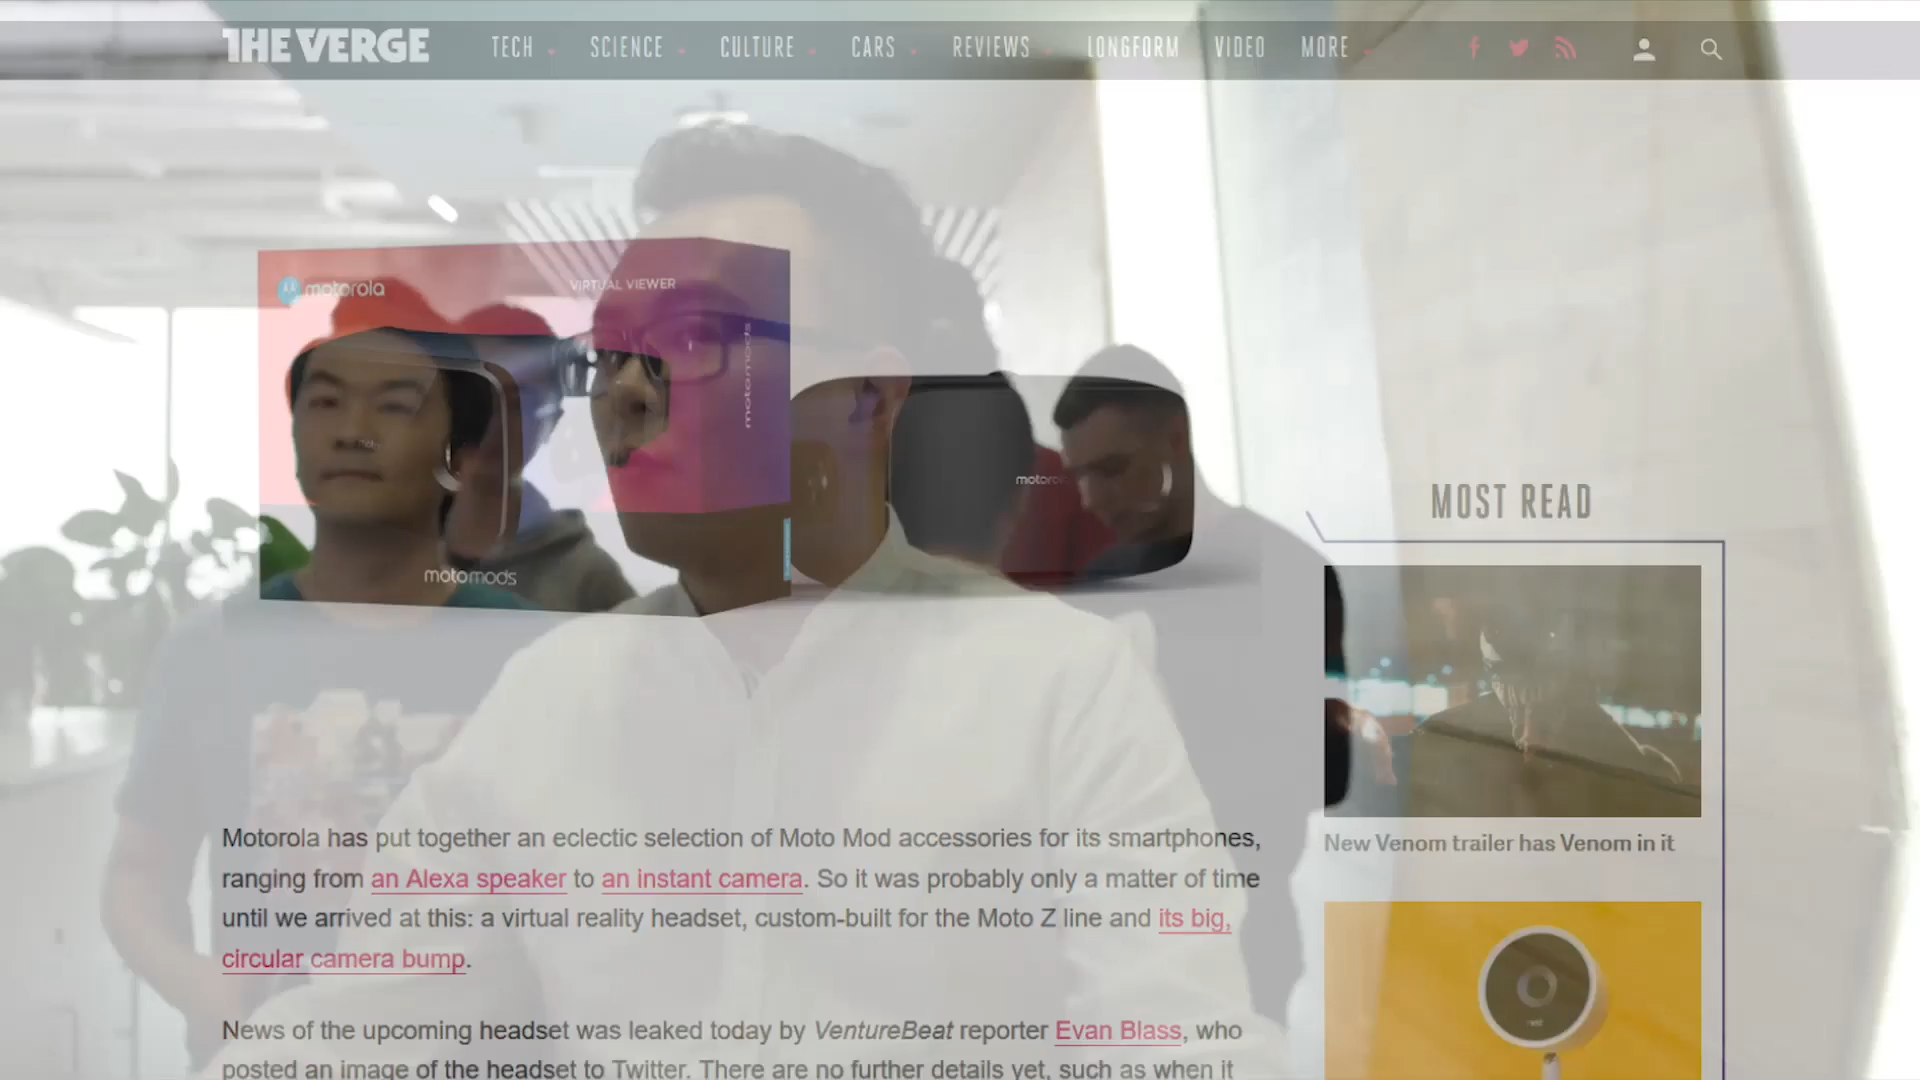 THE VERGE
TECH SCIENCE CULTURE CARS REVIEWS LONGFORM VIDEO MORE
motorola
VIRTUAL VIEWER
motomods
motomods
MOST READ
New Venom trailer has Venom in it
Motorola has put together an eclectic selection of Moto Mod accessories for its smartphones,
ranging from an Alexa speaker to an instant camera. So it was probably only a matter of time
until we arrived at this: a virtual reality headset, custom-built for the Moto Z line and its big,
circular camera bump.
News of the upcoming headset was leaked today by VentureBeat reporter Evan Blass, who
posted an image of the headset to Twitter. There are no further details yet, such as when it